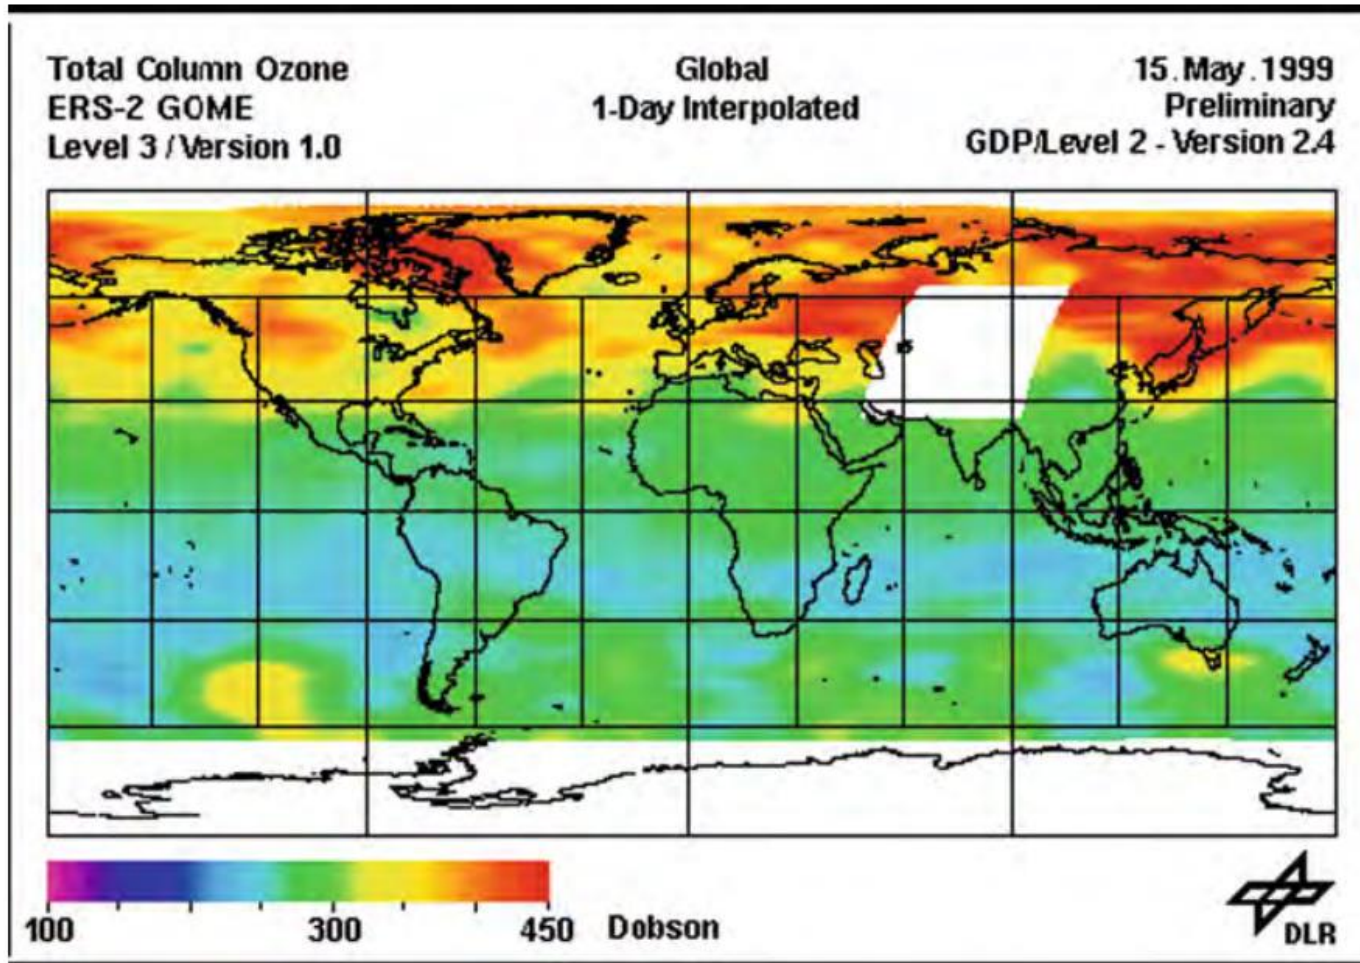 Total Column Ozone
ERS-2 GOME
Level 3 / Version 1.0
Global
1-Day Interpolated
15.May.1999
Preliminary
GDP/Level 2 - Version 2.4
100 300 450 Dobson
DLR